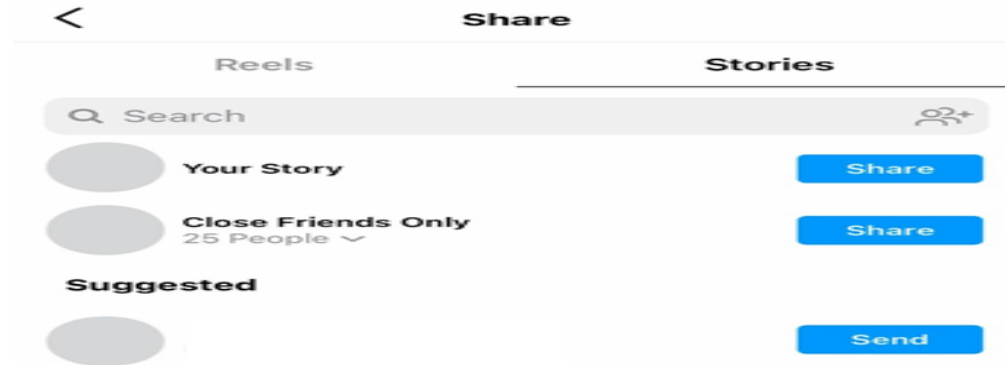 Share
Reels
Stories
Search
Your Story
Share
Close Friends Only
25 People
Share
Suggested
Send